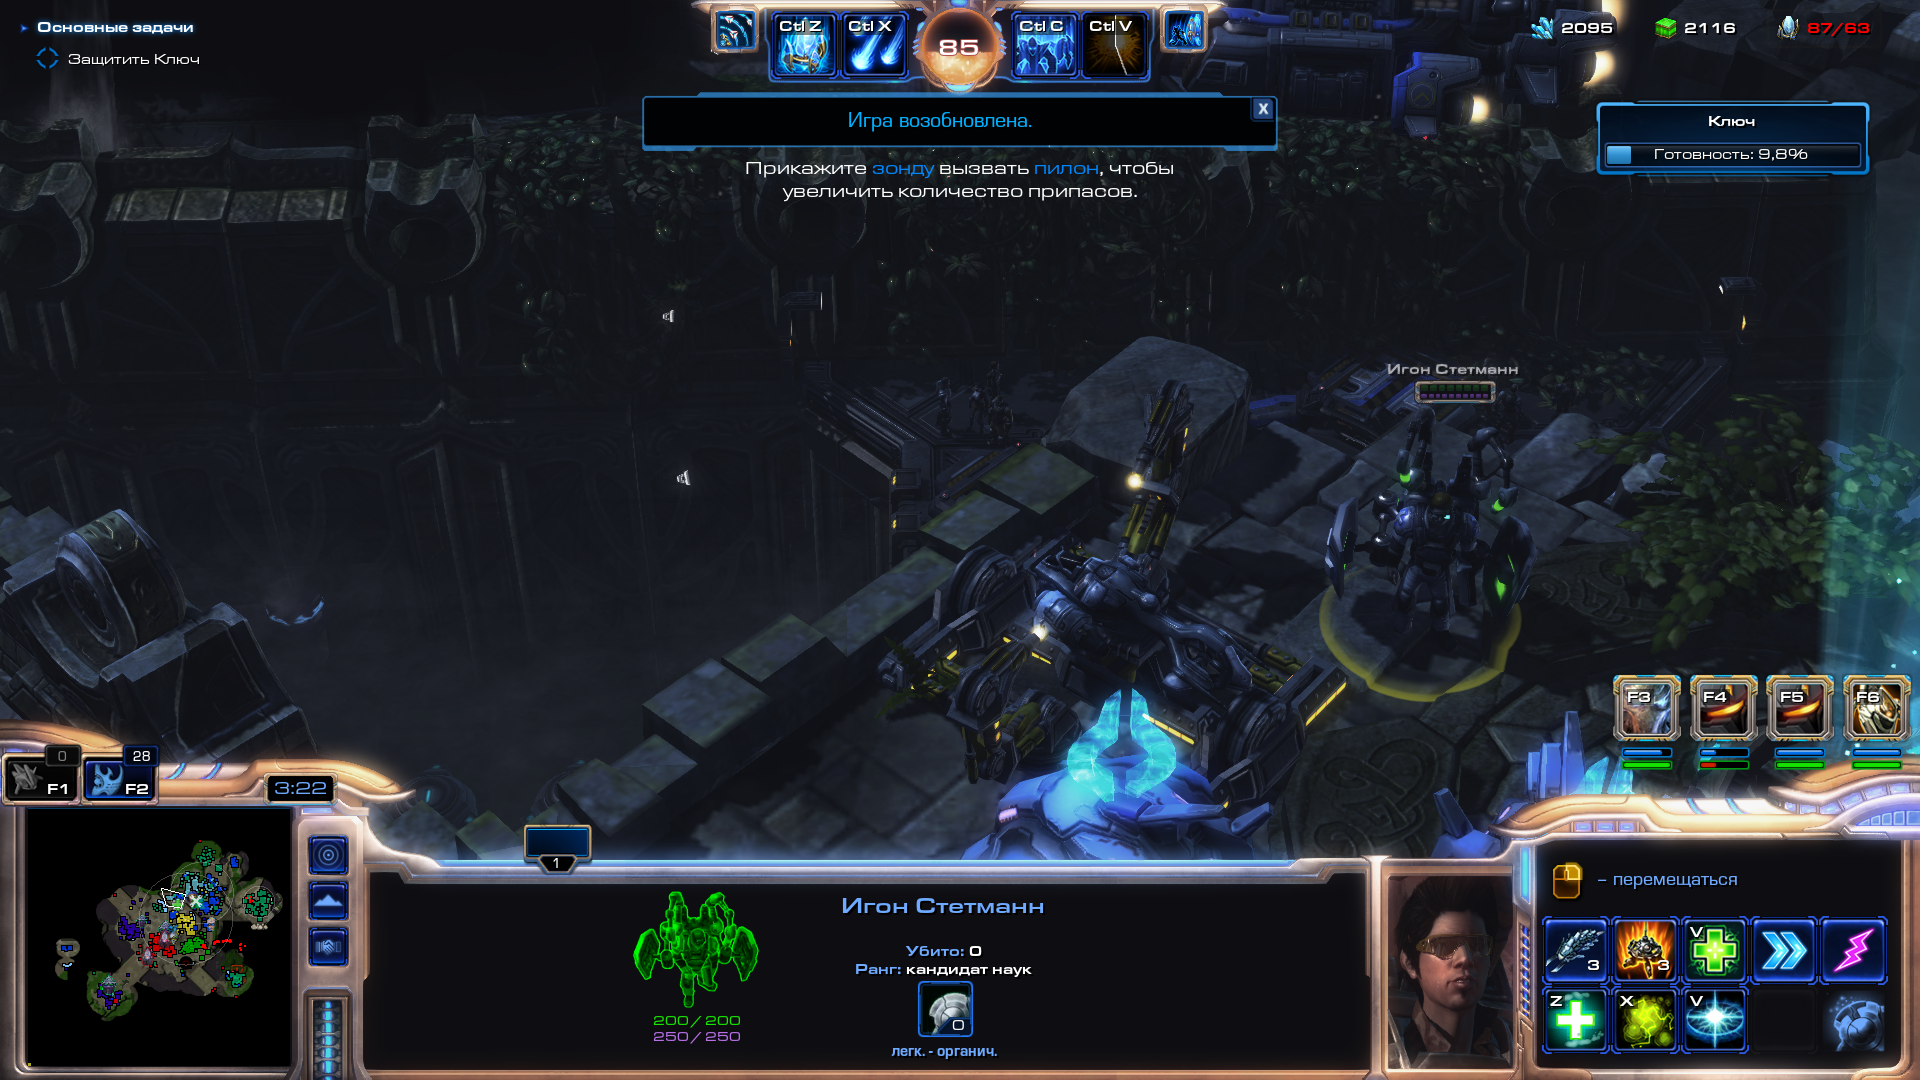 Основные задачи
Защитить Ключ
Ctl Z
Ctl X
85
Ctl C
Ctl V
2095
2116
87/63
Игра возобновлена.
X
Прикажите зонду вызвать пилон, чтобы
увеличить количество припасов.
Ключ
Готовность: 9,8%
Игон Стетманн
F3
F4
F5
F6
0
F1
28
F2
3:22
1
Игон Стетманн
Убито: 0
Ранг: кандидат наук
0
легк. - органич.
200/200
250/250
– перемещаться
3
3
V
Z
X
V